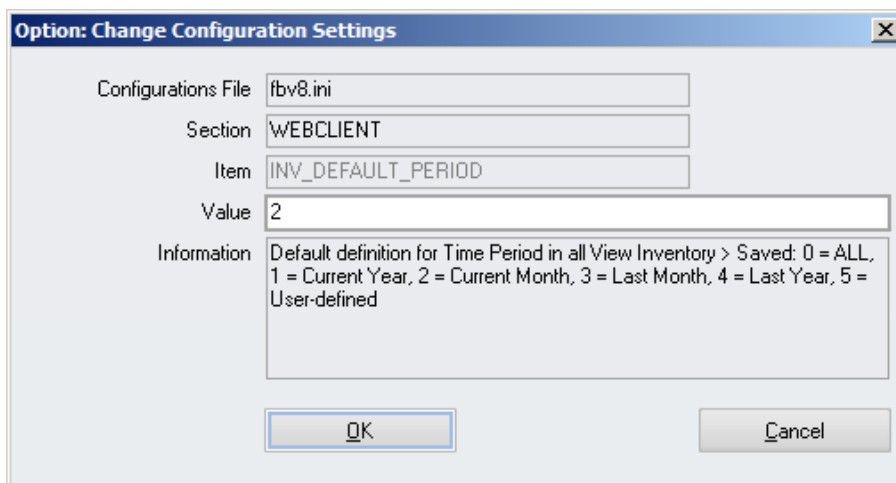 Option: Change Configuration Settings
Configurations File fbv8.ini
Section WEBCLIENT
Item INV_DEFAULT_PERIOD
Value 2
Information Default definition for Time Period in all View Inventory > Saved: 0 = ALL,
1 = Current Year, 2 = Current Month, 3 = Last Month, 4 = Last Year, 5 =
User-defined
OK Cancel